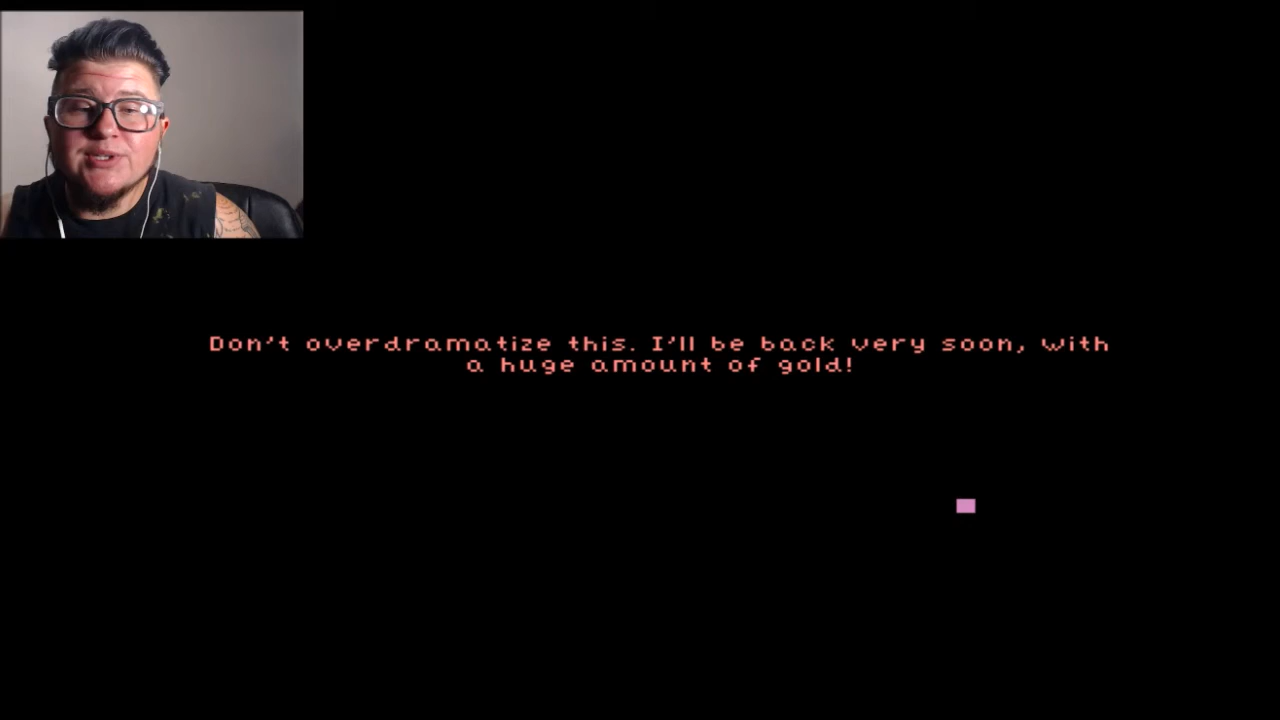 Don't overdramatize this. I'll be back very soon, with
a huge amount of gold!